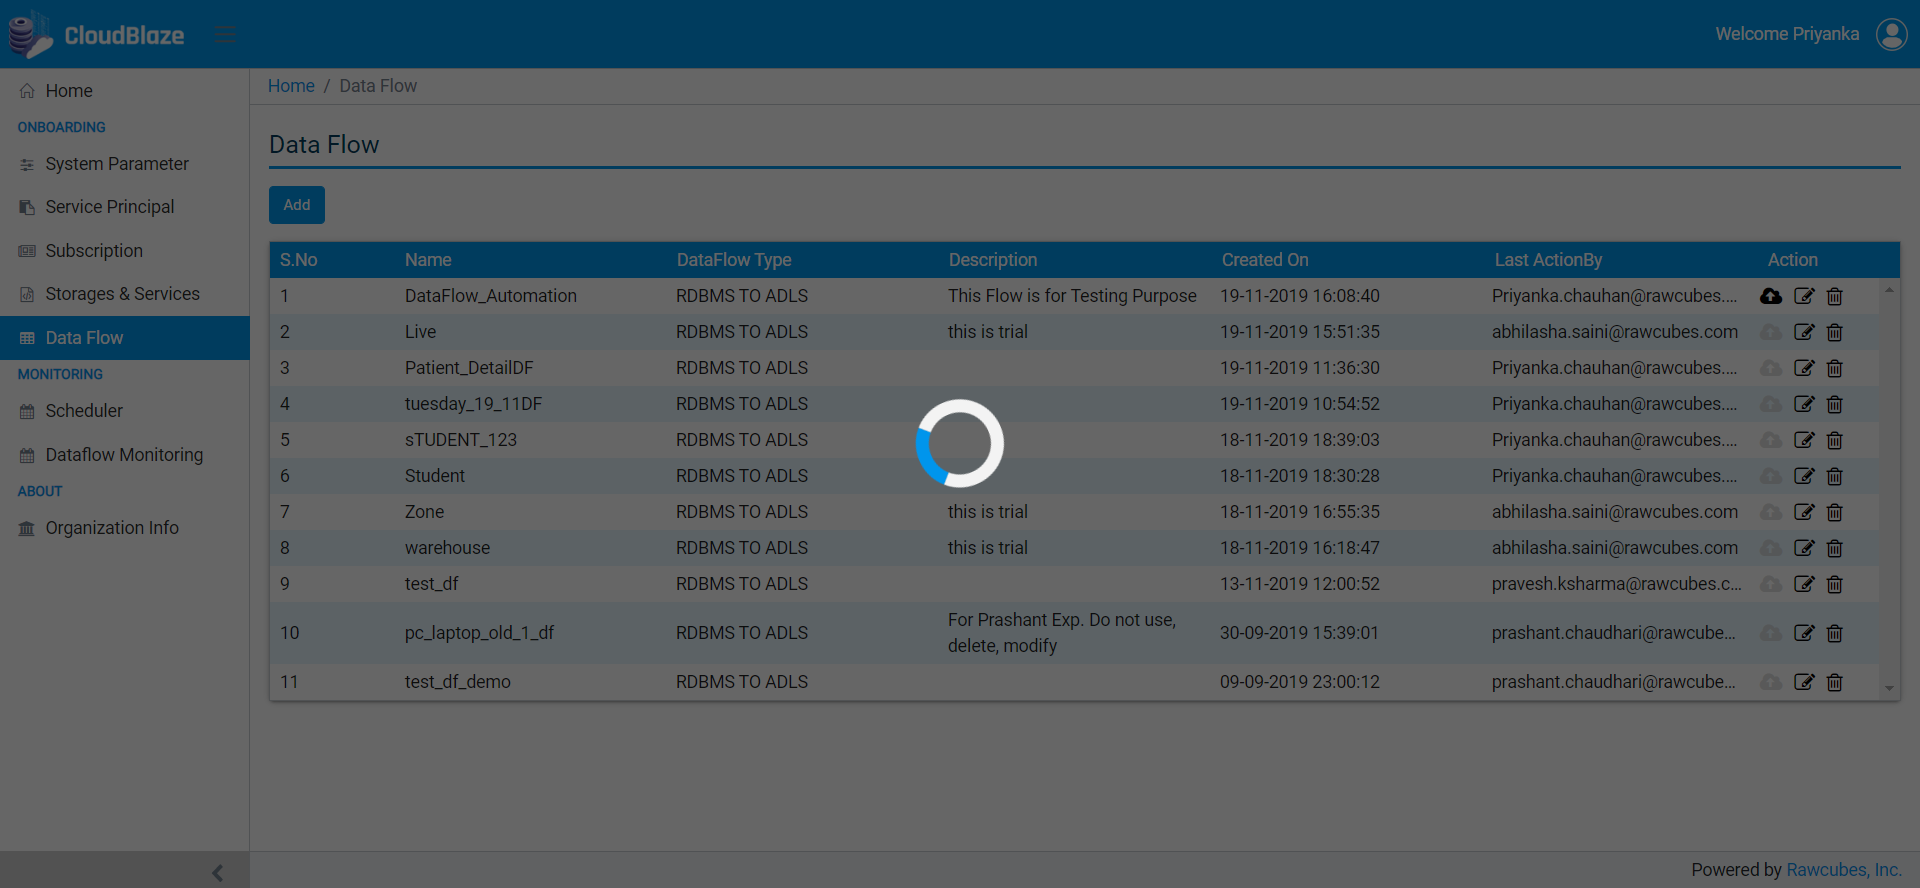 CloudBlaze
Welcome Priyanka
Home
ONBOARDING
System Parameter
Service Principal
Subscription
Storages & Services
Data Flow
MONITORING
Scheduler
Dataflow Monitoring
ABOUT
Organization Info
Home / Data Flow
Data Flow
Add
S.No Name DataFlow Type Description Created On Last ActionBy Action
1 DataFlow_Automation RDBMS TO ADLS This Flow is for Testing Purpose 19-11-2019 16:08:40 Priyanka.chauhan@rawcubes....
2 Live RDBMS TO ADLS this is trial 19-11-2019 15:51:35 abhilasha.saini@rawcubes.com
3 Patient_DetailDF RDBMS TO ADLS 19-11-2019 11:36:30 Priyanka.chauhan@rawcubes....
4 tuesday_19_11DF RDBMS TO ADLS 19-11-2019 10:54:52 Priyanka.chauhan@rawcubes....
5 sTUDENT_123 RDBMS TO ADLS 18-11-2019 18:39:03 Priyanka.chauhan@rawcubes....
6 Student RDBMS TO ADLS 18-11-2019 18:30:28 Priyanka.chauhan@rawcubes....
7 Zone RDBMS TO ADLS this is trial 18-11-2019 16:55:35 abhilasha.saini@rawcubes.com
8 warehouse RDBMS TO ADLS this is trial 18-11-2019 16:18:47 abhilasha.saini@rawcubes.com
9 test_df RDBMS TO ADLS 13-11-2019 12:00:52 pravesh.ksharma@rawcubes.c...
10 pc_laptop_old_1_df RDBMS TO ADLS For Prashant Exp. Do not use,
delete, modify 30-09-2019 15:39:01 prashant.chaudhari@rawcube...
11 test_df_demo RDBMS TO ADLS 09-09-2019 23:00:12 prashant.chaudhari@rawcube...
Powered by Rawcubes, Inc.